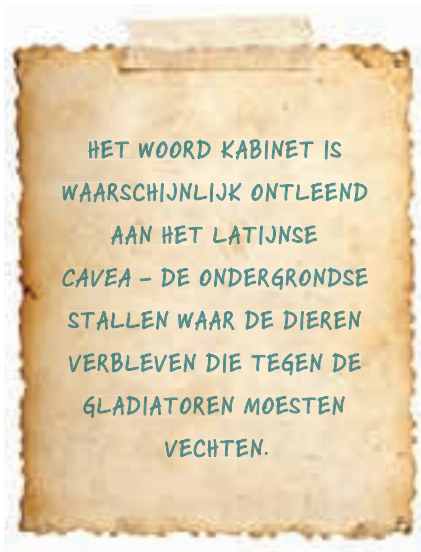 HET WOORD KABINET IS
WAARSCHIJNLIJK ONTLEEND
AAN HET LATIJNSE
CAVEA – DE ONDERGRONDSE
STALLEN WAAR DE DIEREN
VERBLEVEN DIE TEGEN DE
GLADIATOREN MOESTEN
VECHTEN.